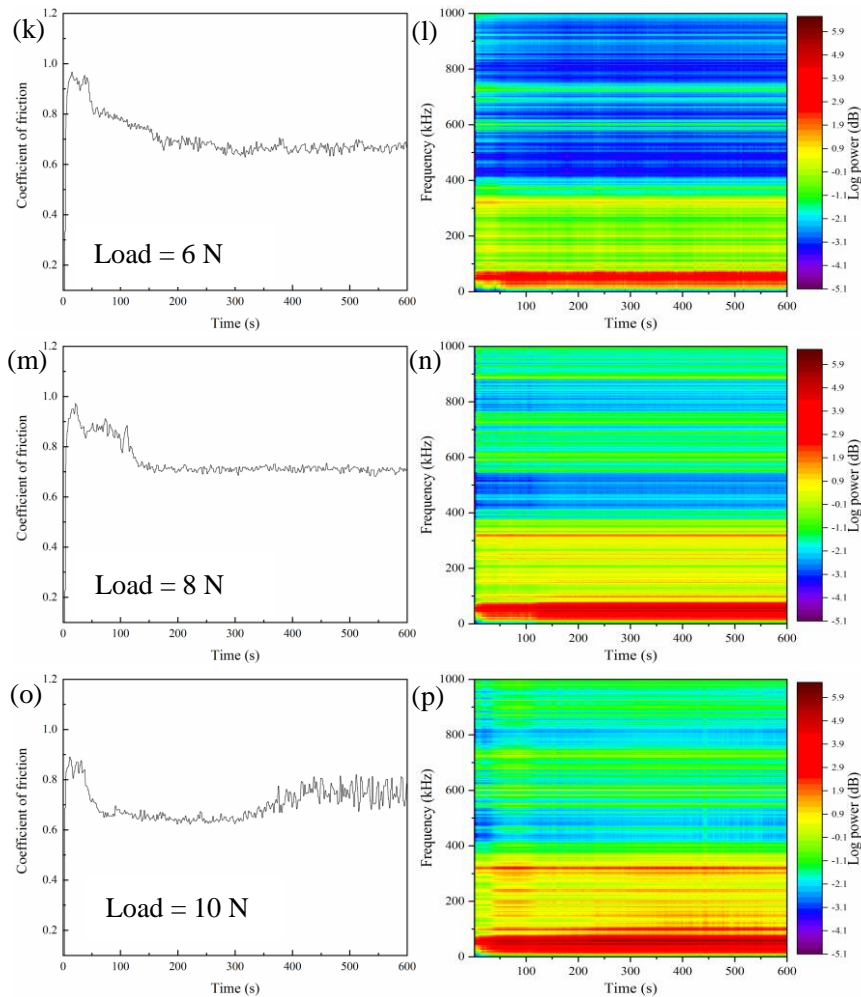 (k)
1.2
1.0
0.8
0.6
0.4
0.2
Coefficient of friction
Load = 6 N
0 100 200 300 400 500 600
Time (s)
(l)
1000
800
600
400
200
0
Frequency (kHz)
100 200 300 400 500 600
Time (s)
5.9
4.9
3.9
2.9
1.9
0.9
-0.1
-1.1
-2.1
-3.1
-4.1
-5.1
Log power (dB)
(m)
1.2
1.0
0.8
0.6
0.4
0.2
Coefficient of friction
Load = 8 N
0 100 200 300 400 500 600
Time (s)
(n)
1000
800
600
400
200
0
Frequency (kHz)
100 200 300 400 500 600
Time (s)
5.9
4.9
3.9
2.9
1.9
0.9
-0.1
-1.1
-2.1
-3.1
-4.1
-5.1
Log power (dB)
(o)
1.2
1.0
0.8
0.6
0.4
0.2
Coefficient of friction
Load = 10 N
0 100 200 300 400 500 600
Time (s)
(p)
1000
800
600
400
200
0
Frequency (kHz)
100 200 300 400 500 600
Time (s)
5.9
4.9
3.9
2.9
1.9
0.9
-0.1
-1.1
-2.1
-3.1
-4.1
-5.1
Log power (dB)